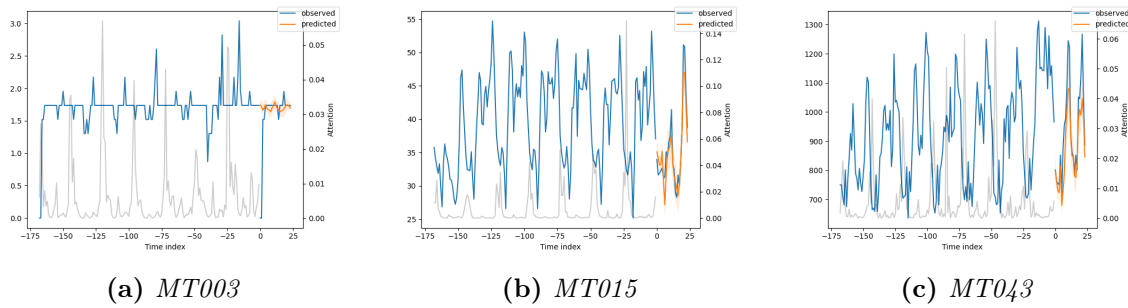 observed
predicted
3.0
2.5
2.0
1.5
1.0
0.5
0.0
0.05
0.04
0.03
0.02
0.01
0.00
Attention
−175 −150 −125 −100 −75 −50 −25 0 25
Time index
(a) MT003
observed
predicted
55
50
45
40
35
30
25
0.14
0.12
0.10
0.08
0.06
0.04
0.02
0.00
Attention
−175 −150 −125 −100 −75 −50 −25 0 25
Time index
(b) MT015
observed
predicted
1300
1200
1100
1000
900
800
700
0.06
0.05
0.04
0.03
0.02
0.01
0.00
Attention
−175 −150 −125 −100 −75 −50 −25 0 25
Time index
(c) MT043